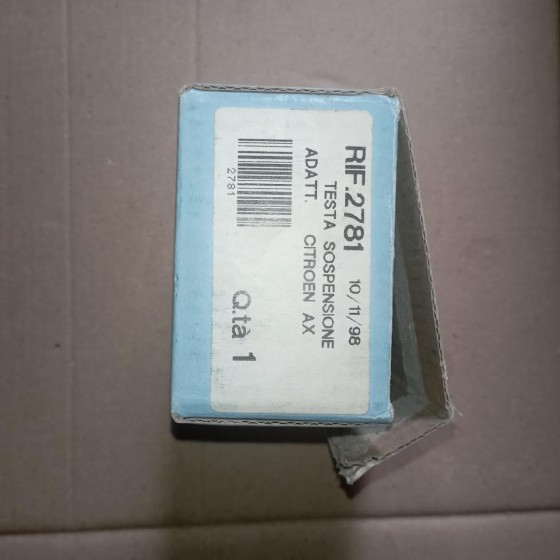 RIF.2781 10/11/98
TESTA SOSPENSIONE
ADATT. CITROEN AX
2781
Q.tà 1